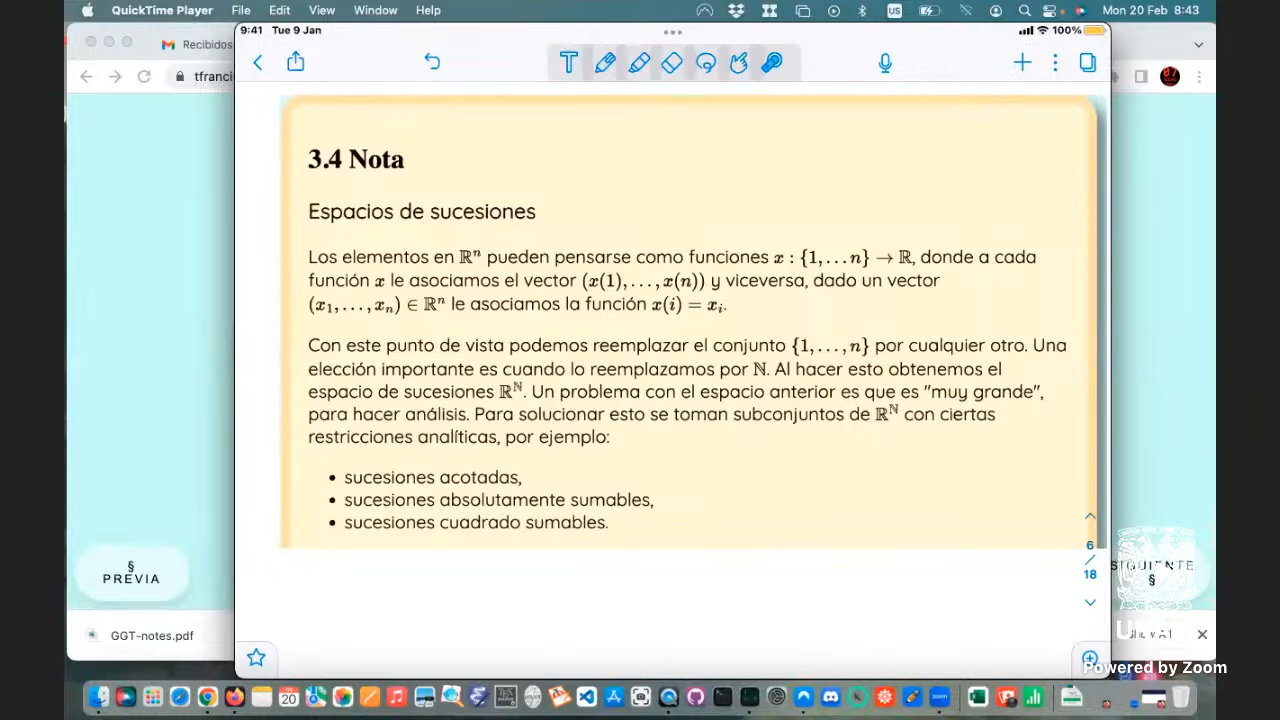 QuickTime Player File Edit View Window Help US Mon 20 Feb 8:43
Recibidos
9:41 Tue 9 Jan 100%
tfranci
3.4 Nota
Espacios de sucesiones
Los elementos en ℝⁿ pueden pensarse como funciones x : {1, … n} → ℝ, donde a cada
función x le asociamos el vector (x(1), …, x(n)) y viceversa, dado un vector
(x₁, …, xₙ) ∈ ℝⁿ le asociamos la función x(i) = xᵢ.
Con este punto de vista podemos reemplazar el conjunto {1, …, n} por cualquier otro. Una
elección importante es cuando lo reemplazamos por ℕ. Al hacer esto obtenemos el
espacio de sucesiones ℝ^ℕ. Un problema con el espacio anterior es que es "muy grande",
para hacer análisis. Para solucionar esto se toman subconjuntos de ℝ^ℕ con ciertas
restricciones analíticas, por ejemplo:
• sucesiones acotadas,
• sucesiones absolutamente sumables,
• sucesiones cuadrado sumables.
6
/
18
§
PREVIA
SIGUIENTE
§
GGT-notes.pdf
Powered by Zoom